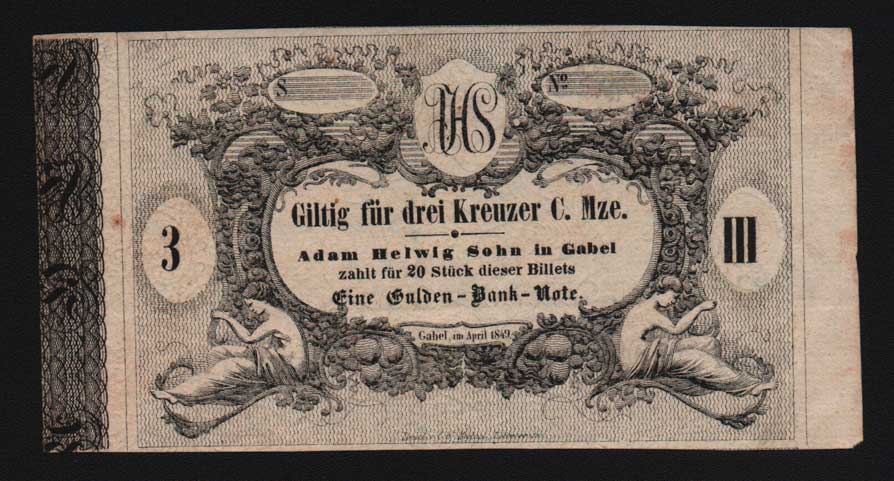 S
No
AHS
Giltig für drei Kreuzer C. Mze.
3
III
Adam Helwig Sohn in Gabel
zahlt für 20 Stück dieser Billets
Eine Gulden-Bank-Note.
Gabel, im April 1849.